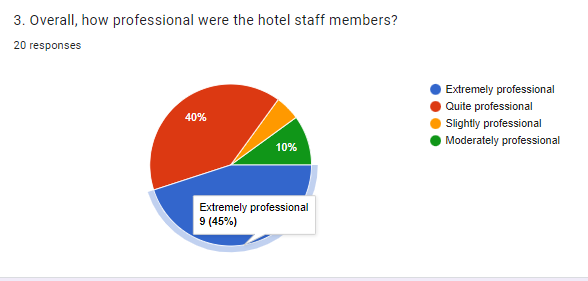 3. Overall, how professional were the hotel staff members?
20 responses
Extremely professional
Quite professional
Slightly professional
Moderately professional
40%
10%
Extremely professional
9 (45%)